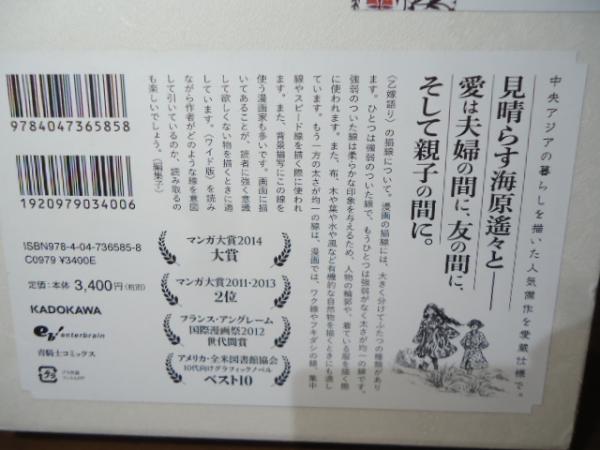 中央アジアの暮らしを描いた人気傑作を愛蔵仕様で。
見晴らす海原遙々と──
愛は夫婦の間に、友の間に、
そして親子の間に。
〈乙嫁語り〉の描線について。漫画の描線には、大きく分けてふたつの種類があり
ます。ひとつは強弱のついた線で、もうひとつは強弱がなく太さが均一の線です。
強弱のついた線は柔らかな印象を与えるため、人物の輪郭や、着ている服を描く際
に使われます。また、布、木や葉や水や風など有機的な自然物を描くときにも適し
ています。もう一方の太さが均一の線は、漫画では、ワク線やフキダシの線、集中
線やスピード線を描く際に使われ
ます。また、背景描写にこの線を
使う漫画家も多いです。画面に描
いてあることが、読者に強く意識
して欲しくない物を描くときに適
しています。〈ワイド版〉を読み
ながら作者がどのような線を意図
して引いているのか、読み取るの
も楽しいでしょう。〔編集子〕
9784047365858
1920979034006
ISBN978-4-04-736585-8
C0979 ¥3400E
定価:本体3,400円(税別)
KADOKAWA
enterbrain
青騎士コミックス
マンガ大賞2014
大賞
マンガ大賞2011・2013
2位
フランス・アングレーム
国際漫画祭2012
世代間賞
アメリカ・全米図書館協会
10代向けグラフィックノベル
ベスト10